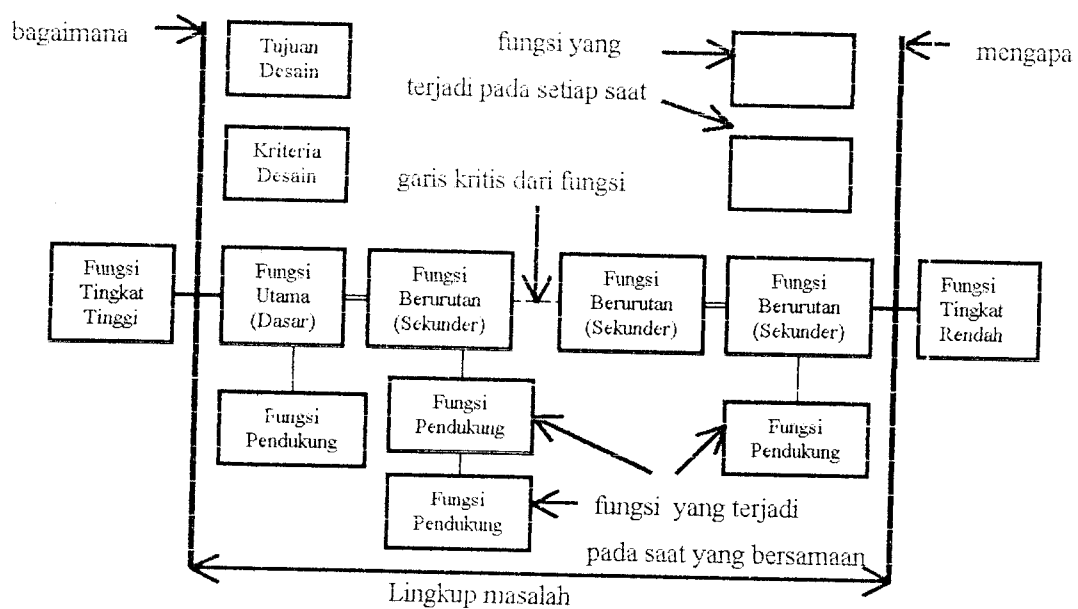 bagaimana
Tujuan
Desain
fungsi yang
terjadi pada setiap saat
mengapa
Kriteria
Desain
garis kritis dari fungsi
Fungsi
Tingkat
Tinggi
Fungsi
Utama
(Dasar)
Fungsi
Berurutan
(Sekunder)
Fungsi
Berurutan
(Sekunder)
Fungsi
Berurutan
(Sekunder)
Fungsi
Tingkat
Rendah
Fungsi
Pendukung
Fungsi
Pendukung
Fungsi
Pendukung
Fungsi
Pendukung
fungsi yang terjadi
pada saat yang bersamaan
Lingkup masalah